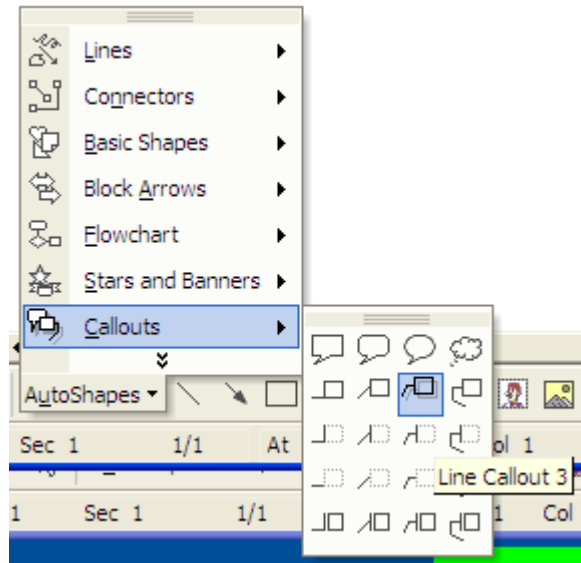 Lines
Connectors
Basic Shapes
Block Arrows
Flowchart
Stars and Banners
Callouts
AutoShapes
Sec 1 1/1 At ol 1
Line Callout 3
1 Sec 1 1/1 1 Col